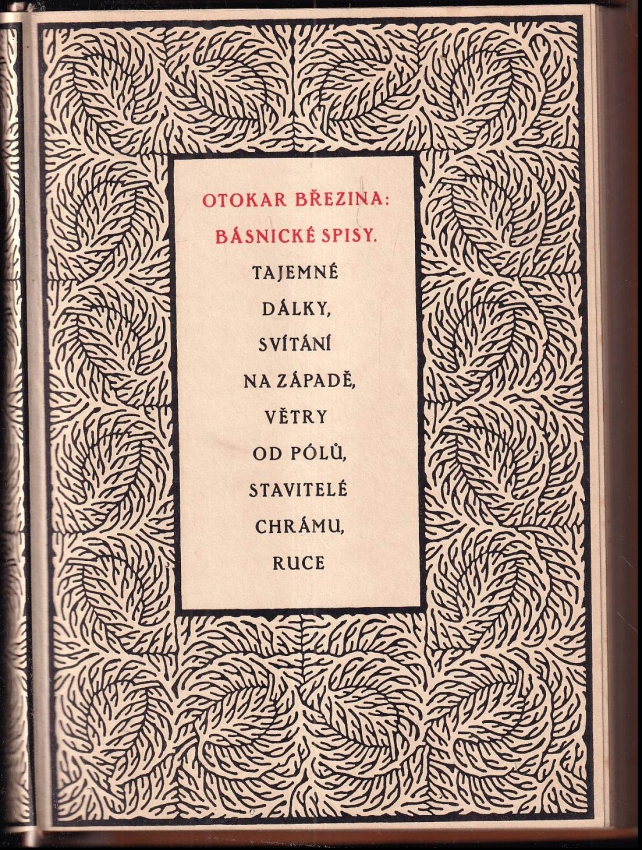 OTOKAR BŘEZINA:
BÁSNICKÉ SPISY.
TAJEMNÉ
DÁLKY,
SVÍTÁNÍ
NA ZÁPADĚ,
VĚTRY
OD PÓLŮ,
STAVITELÉ
CHRÁMU,
RUCE